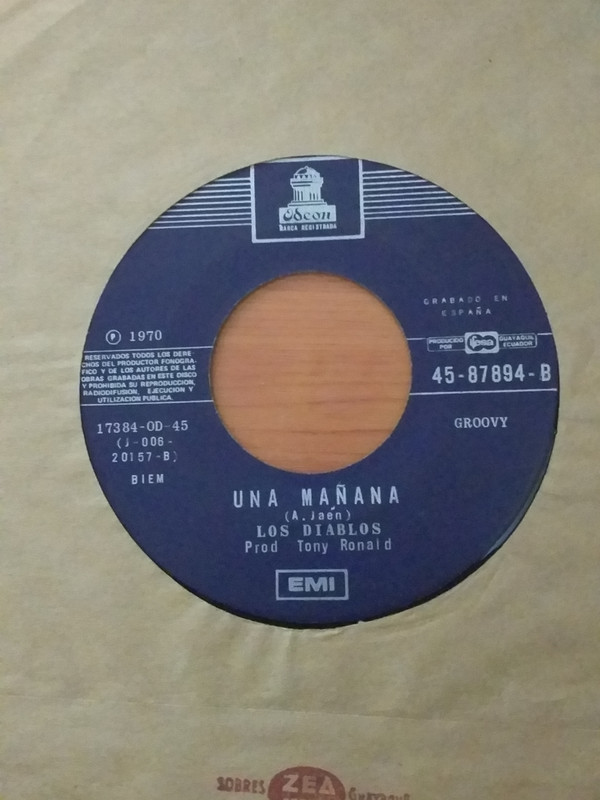 Odeon
MARCA REGISTRADA
GRABADO EN
ESPAÑA
℗ 1970
RESERVADOS TODOS LOS DERE-
CHOS DEL PRODUCTOR FONOGRA-
FICO Y DE LOS AUTORES DE LAS
OBRAS GRABADAS EN ESTE DISCO
Y PROHIBIDA SU REPRODUCCION,
RADIODIFUSION, EJECUCION Y
UTILIZACION PUBLICA.
PRODUCIDO
POR
ifesa
GUAYAQUIL
ECUADOR
45-87894-B
17384-OD-45
(J-006-
20157-B)
BIEM
GROOVY
UNA MAÑANA
(A. Jaén)
LOS DIABLOS
Prod Tony Ronald
EMI
SOBRES ZEA